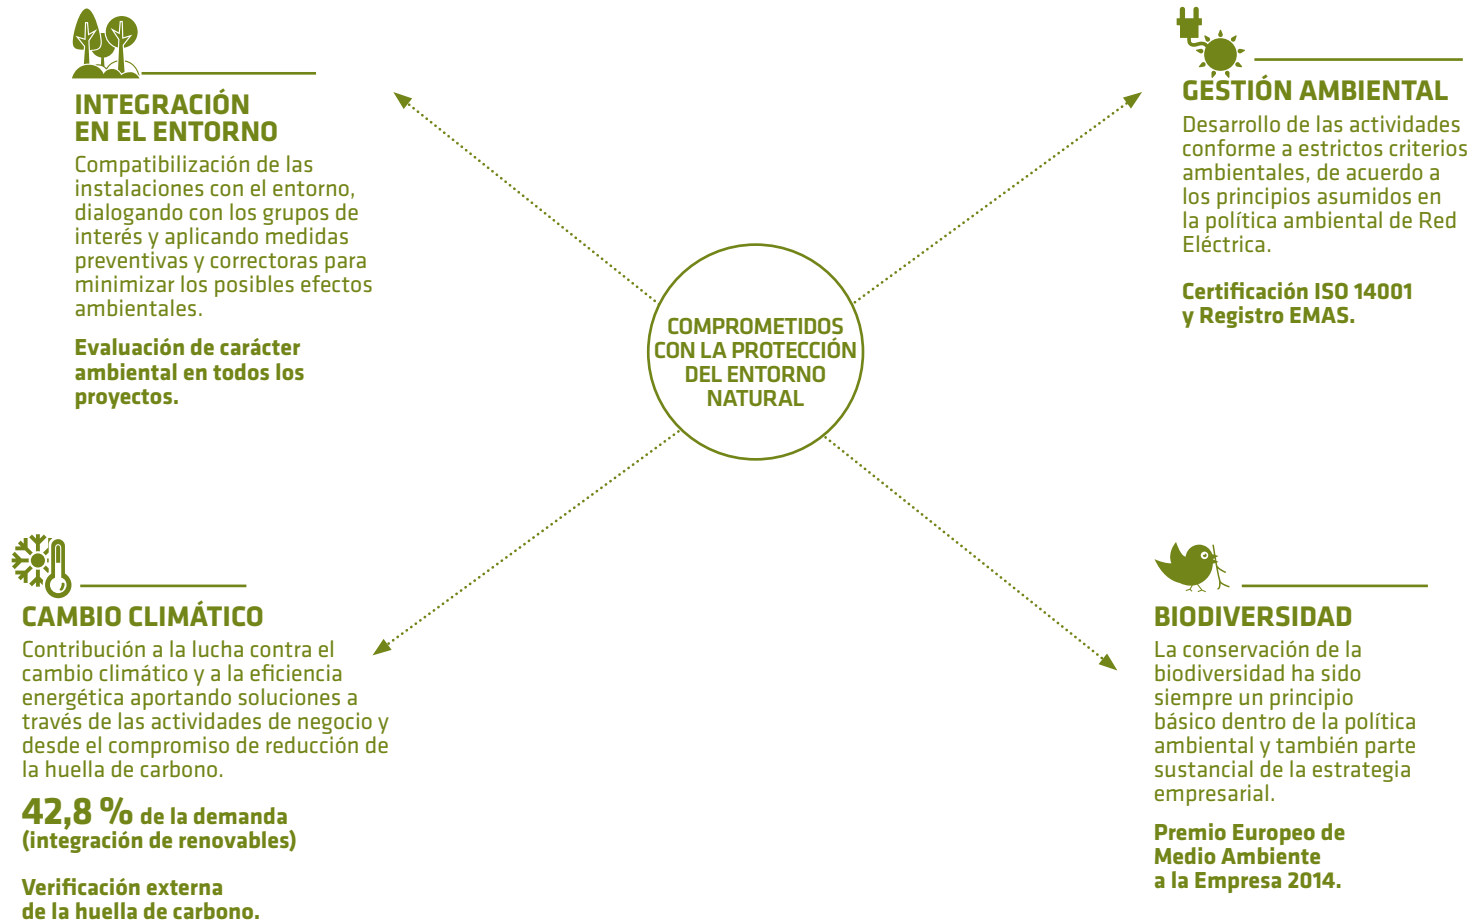 INTEGRACIÓN
EN EL ENTORNO
Compatibilización de las
instalaciones con el entorno,
dialogando con los grupos de
interés y aplicando medidas
preventivas y correctoras para
minimizar los posibles efectos
ambientales.
Evaluación de carácter
ambiental en todos los
proyectos.
GESTIÓN AMBIENTAL
Desarrollo de las actividades
conforme a estrictos criterios
ambientales, de acuerdo a
los principios asumidos en
la política ambiental de Red
Eléctrica.
Certificación ISO 14001
y Registro EMAS.
COMPROMETIDOS
CON LA PROTECCIÓN
DEL ENTORNO
NATURAL
CAMBIO CLIMÁTICO
Contribución a la lucha contra el
cambio climático y a la eficiencia
energética aportando soluciones a
través de las actividades de negocio y
desde el compromiso de reducción de
la huella de carbono.
42,8 % de la demanda
(integración de renovables)
Verificación externa
de la huella de carbono.
BIODIVERSIDAD
La conservación de la
biodiversidad ha sido
siempre un principio
básico dentro de la política
ambiental y también parte
sustancial de la estrategia
empresarial.
Premio Europeo de
Medio Ambiente
a la Empresa 2014.